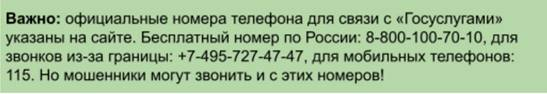 Важно: официальные номера телефона для связи с «Госуслугами»
указаны на сайте. Бесплатный номер по России: 8-800-100-70-10, для
звонков из-за границы: +7-495-727-47-47, для мобильных телефонов:
115. Но мошенники могут звонить и с этих номеров!